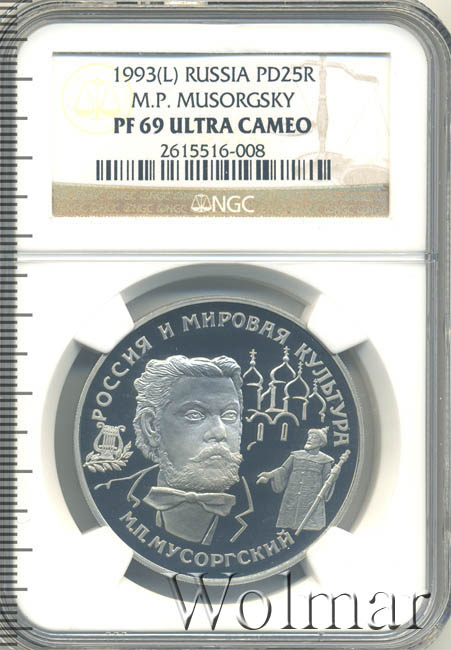 1993(L) RUSSIA PD25R
M.P. MUSORGSKY
PF 69 ULTRA CAMEO
2615516-008
NGC
РОССИЯ И МИРОВАЯ КУЛЬТУРА
М.П.МУСОРГСКИЙ
Wolmar